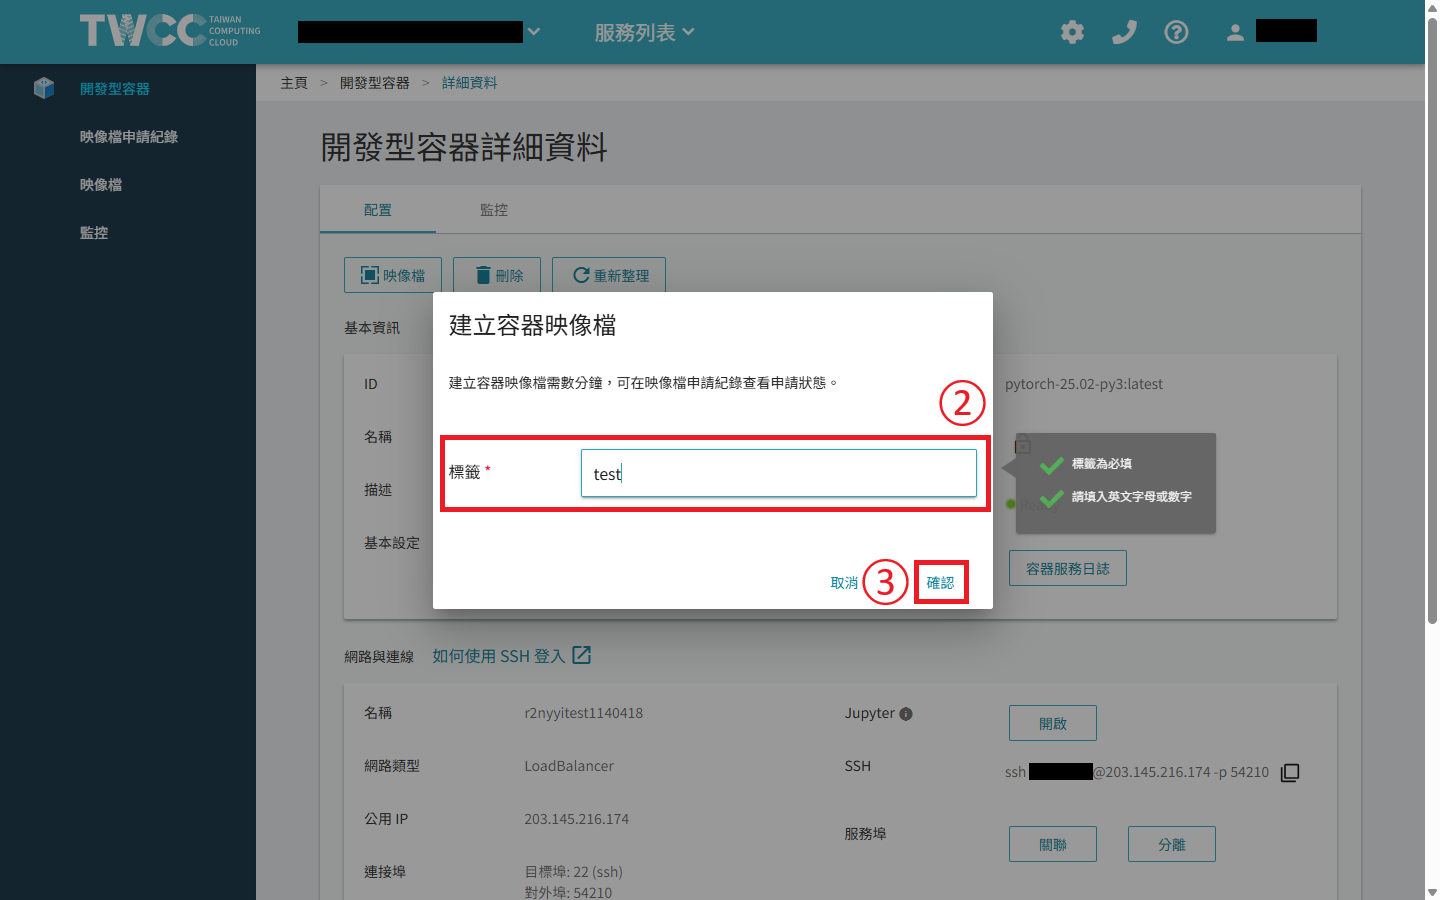 TWCC TAIWAN COMPUTING CLOUD
服務列表
開發型容器
映像檔申請紀錄
映像檔
監控
主頁 > 開發型容器 > 詳細資料
開發型容器詳細資料
配置 監控
映像檔 刪除 重新整理
基本資訊
建立容器映像檔
建立容器映像檔需數分鐘，可在映像檔申請紀錄查看申請狀態。
②
標籤 * test
取消 ③ 確認
ID pytorch-25.02-py3:latest
名稱
標籤為必填
描述
請填入英文字母或數字
Ready
基本設定 容器服務日誌
網路與連線 如何使用 SSH 登入
名稱 r2nyyitest1140418 Jupyter 開啟
網路類型 LoadBalancer SSH ssh @203.145.216.174 -p 54210
公用 IP 203.145.216.174 服務埠 關聯 分離
連接埠 目標埠: 22 (ssh)
對外埠: 54210